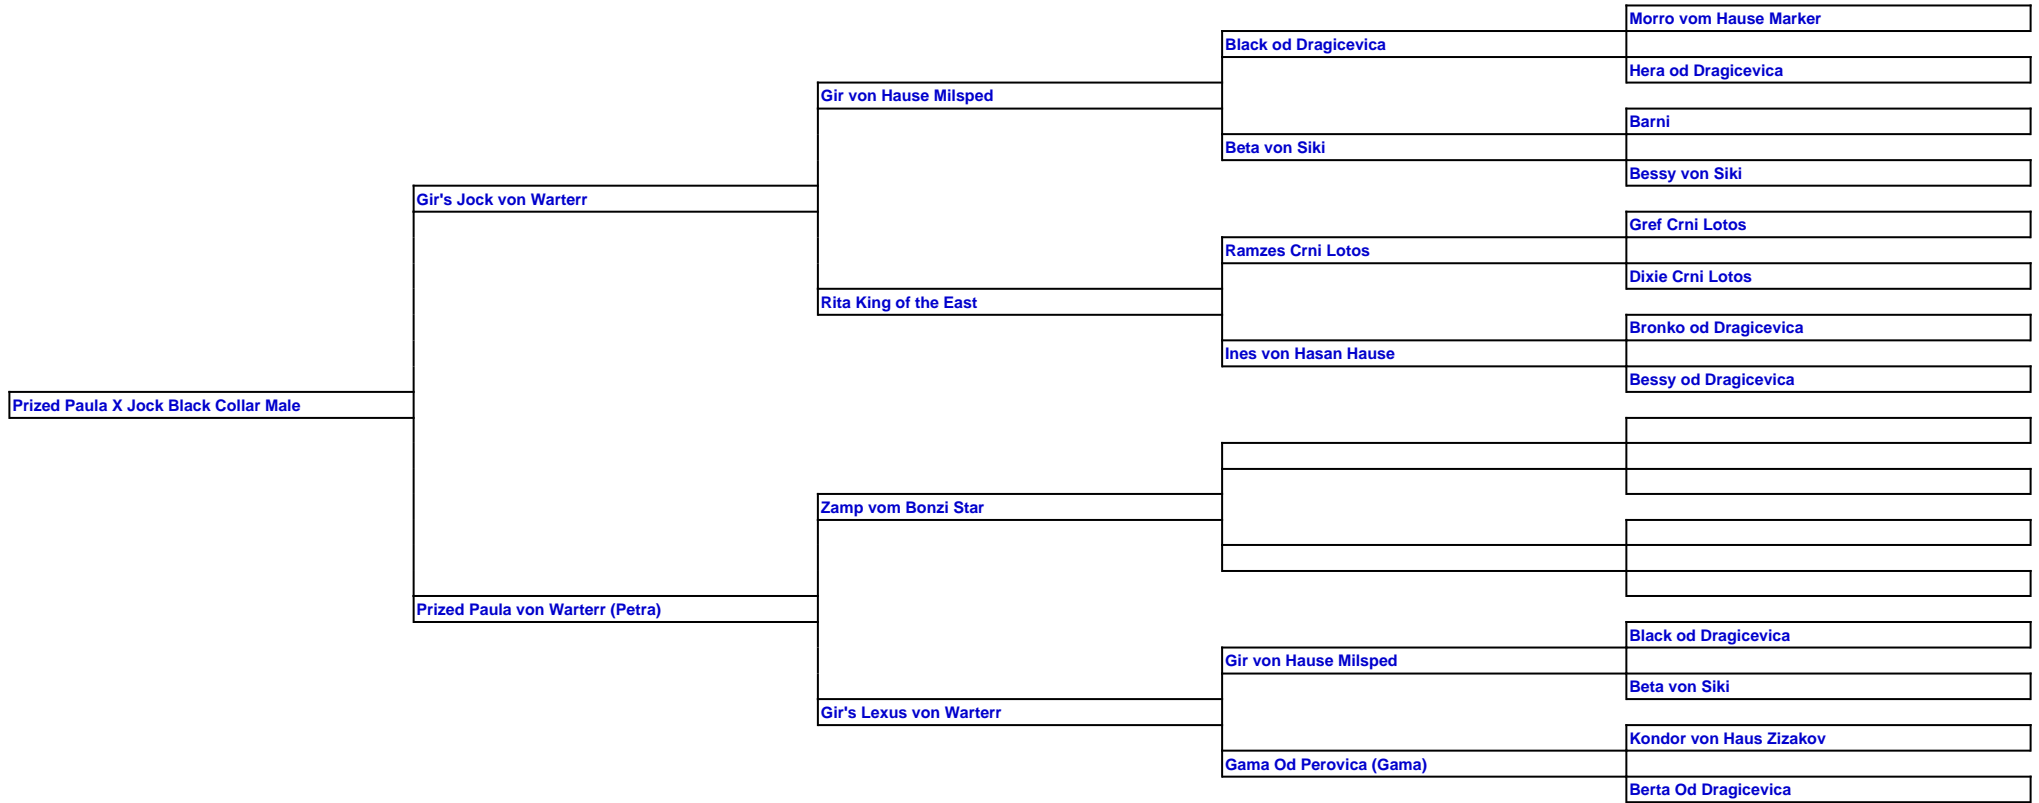 Morro vom Hause Marker
Black od Dragicevica
Hera od Dragicevica
Gir von Hause Milsped
Barni
Beta von Siki
Bessy von Siki
Gir's Jock von Warterr
Gref Crni Lotos
Ramzes Crni Lotos
Dixie Crni Lotos
Rita King of the East
Bronko od Dragicevica
Ines von Hasan Hause
Bessy od Dragicevica
Prized Paula X Jock Black Collar Male
Zamp vom Bonzi Star
Prized Paula von Warterr (Petra)
Black od Dragicevica
Gir von Hause Milsped
Beta von Siki
Gir's Lexus von Warterr
Kondor von Haus Zizakov
Gama Od Perovica (Gama)
Berta Od Dragicevica